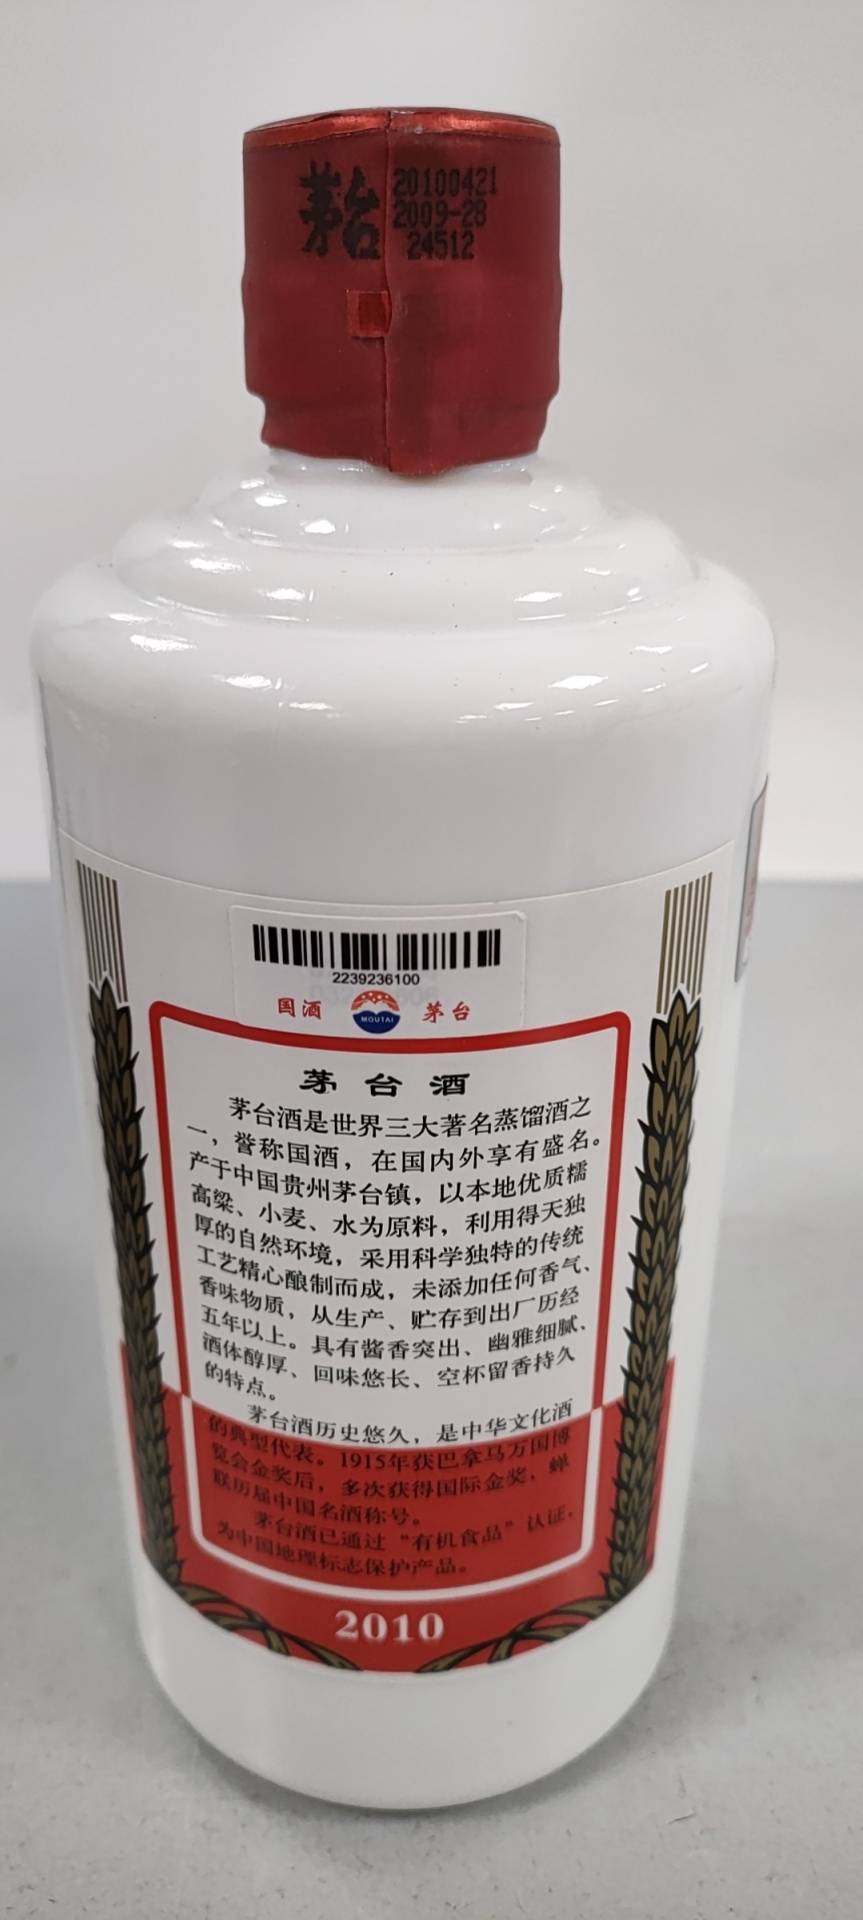 茅台
20100421
2009-28
24512
2239236100
国酒 MOUTAI 茅台
茅台酒
茅台酒是世界三大著名蒸馏酒之
一，誉称国酒，在国内外享有盛名。
产于中国贵州茅台镇，以本地优质糯
高粱、小麦、水为原料，利用得天独
厚的自然环境，采用科学独特的传统
工艺精心酿制而成，未添加任何香气、
香味物质，从生产、贮存到出厂历经
五年以上。具有酱香突出、幽雅细腻、
酒体醇厚、回味悠长、空杯留香持久
的特点。
茅台酒历史悠久，是中华文化酒
的典型代表。1915年获巴拿马万国博
览会金奖后，多次获得国际金奖，蝉
联历届中国名酒称号。
茅台酒已通过“有机食品”认证，
为中国地理标志保护产品。
2010